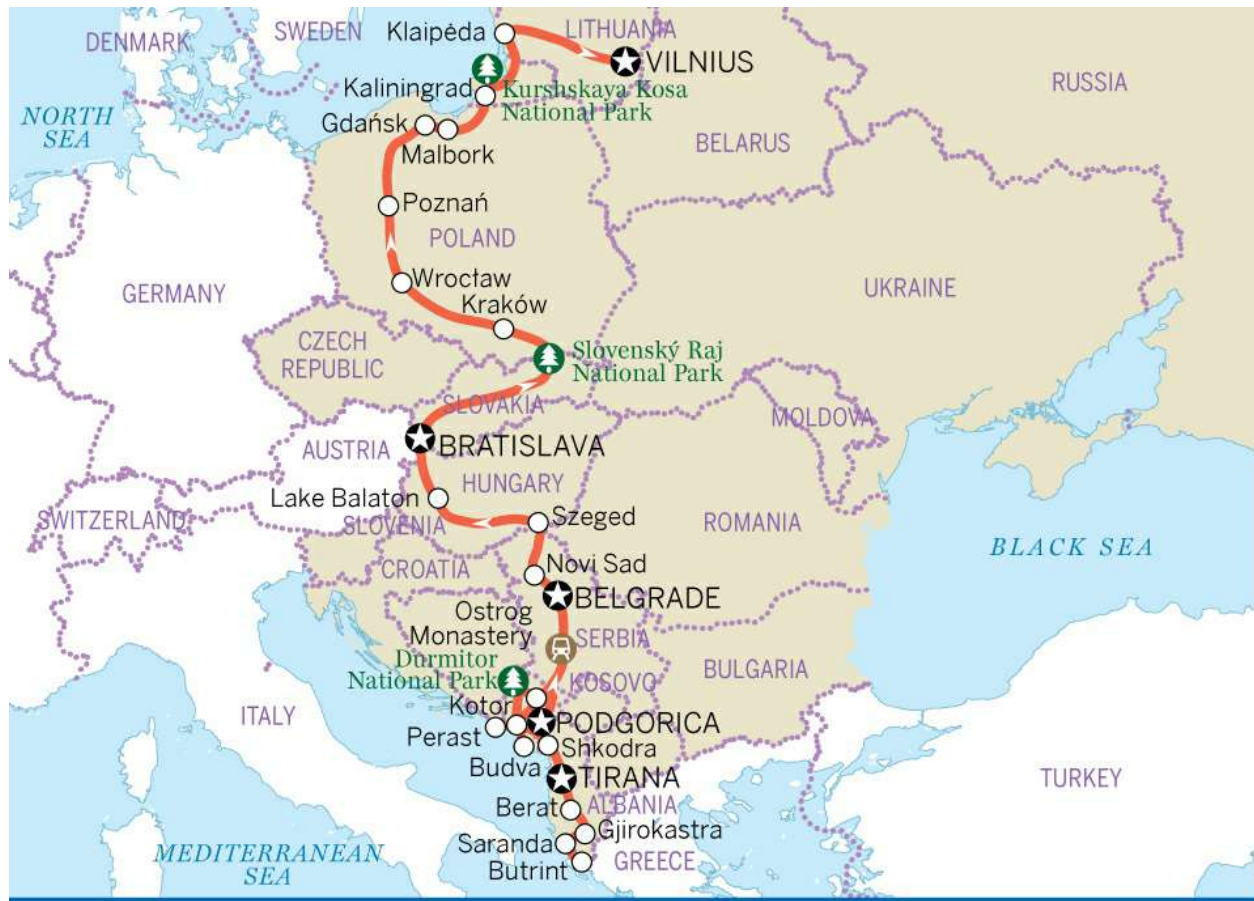 DENMARK
SWEDEN
Klaipėda
LITHUANIA
VILNIUS
RUSSIA
NORTH
SEA
Kaliningrad
Kurshskaya Kosa
National Park
Gdańsk
Malbork
BELARUS
Poznań
POLAND
GERMANY
Wrocław
Kraków
UKRAINE
CZECH
REPUBLIC
Slovenský Raj
National Park
SLOVAKIA
MOLDOVA
AUSTRIA
BRATISLAVA
HUNGARY
Lake Balaton
SWITZERLAND
SLOVENIA
Szeged
ROMANIA
BLACK SEA
CROATIA
Novi Sad
BELGRADE
Ostrog
Monastery
SERBIA
Durmitor
National Park
KOSOVO
BULGARIA
ITALY
Kotor
PODGORICA
Perast
Shkodra
Budva
TIRANA
TURKEY
Berat
ALBANIA
Gjirokastra
Saranda
Butrint
GREECE
MEDITERRANEAN
SEA